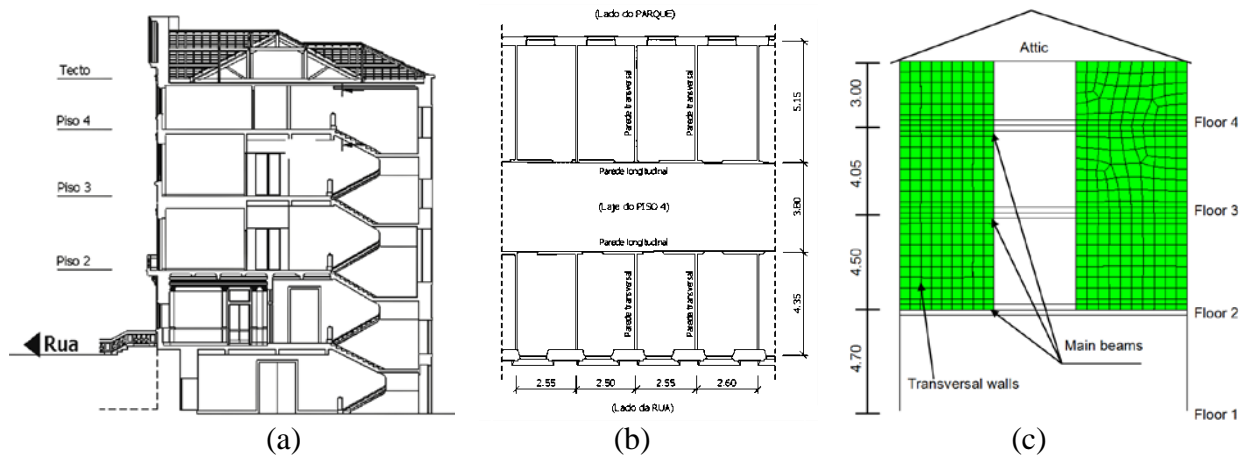 Tecto
Piso 4
Piso 3
Piso 2
Rua
(a)
(Lado do PARQUE)
Parede transversal
Parede transversal
5.15
Parede longitudinal
(Laje do PISO 4)
3.80
Parede longitudinal
Parede transversal
Parede transversal
4.35
2.55
2.50
2.55
2.60
(Lado da RUA)
(b)
Attic
3.00
Floor 4
4.05
Floor 3
4.50
Floor 2
Main beams
4.70
Transversal walls
Floor 1
(c)